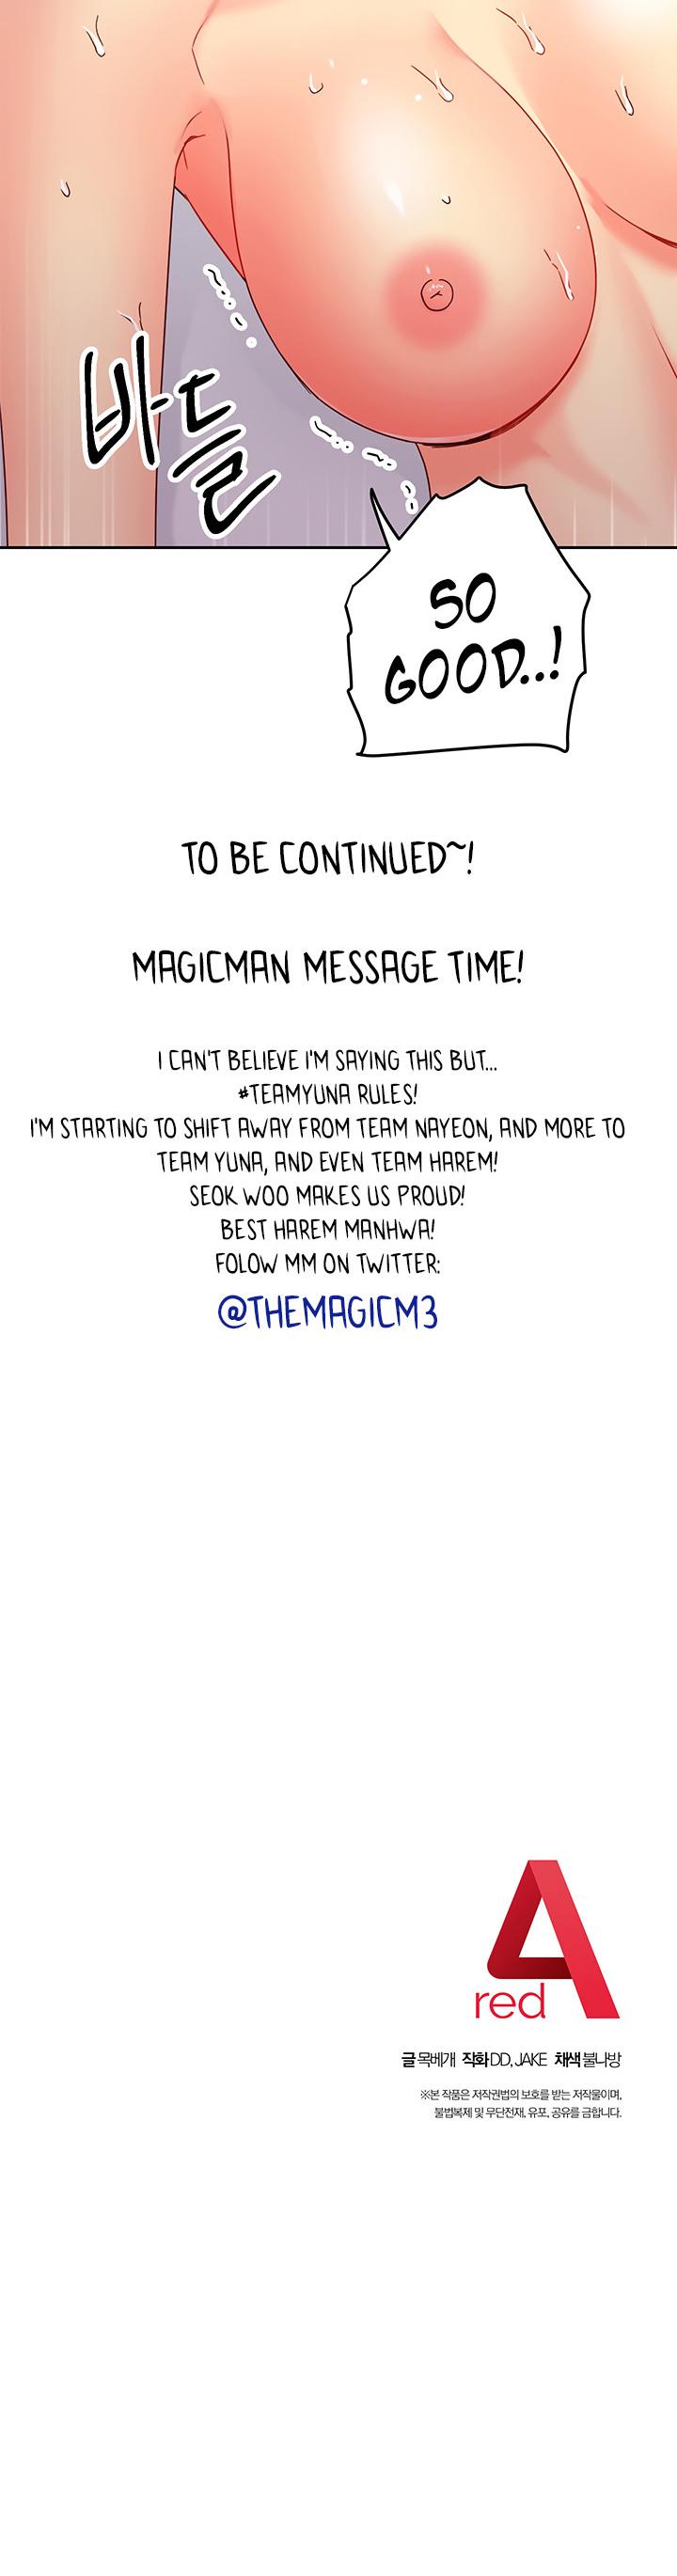 바들
SO
GOOD..!
TO BE CONTINUED~!
MAGICMAN MESSAGE TIME!
I CAN'T BELIEVE I'M SAYING THIS BUT...
#TEAMYUNA RULES!
I'M STARTING TO SHIFT AWAY FROM TEAM NAYEON, AND MORE TO
TEAM YUNA, AND EVEN TEAM HAREM!
SEOK WOO MAKES US PROUD!
BEST HAREM MANHWA!
FOLOW MM ON TWITTER:
@THEMAGICM3
A
red
글 목베개 작화 DD, JAKE 채색 불나방
※본 작품은 저작권법의 보호를 받는 저작물이며,
불법복제 및 무단전재, 유포, 공유를 금합니다.